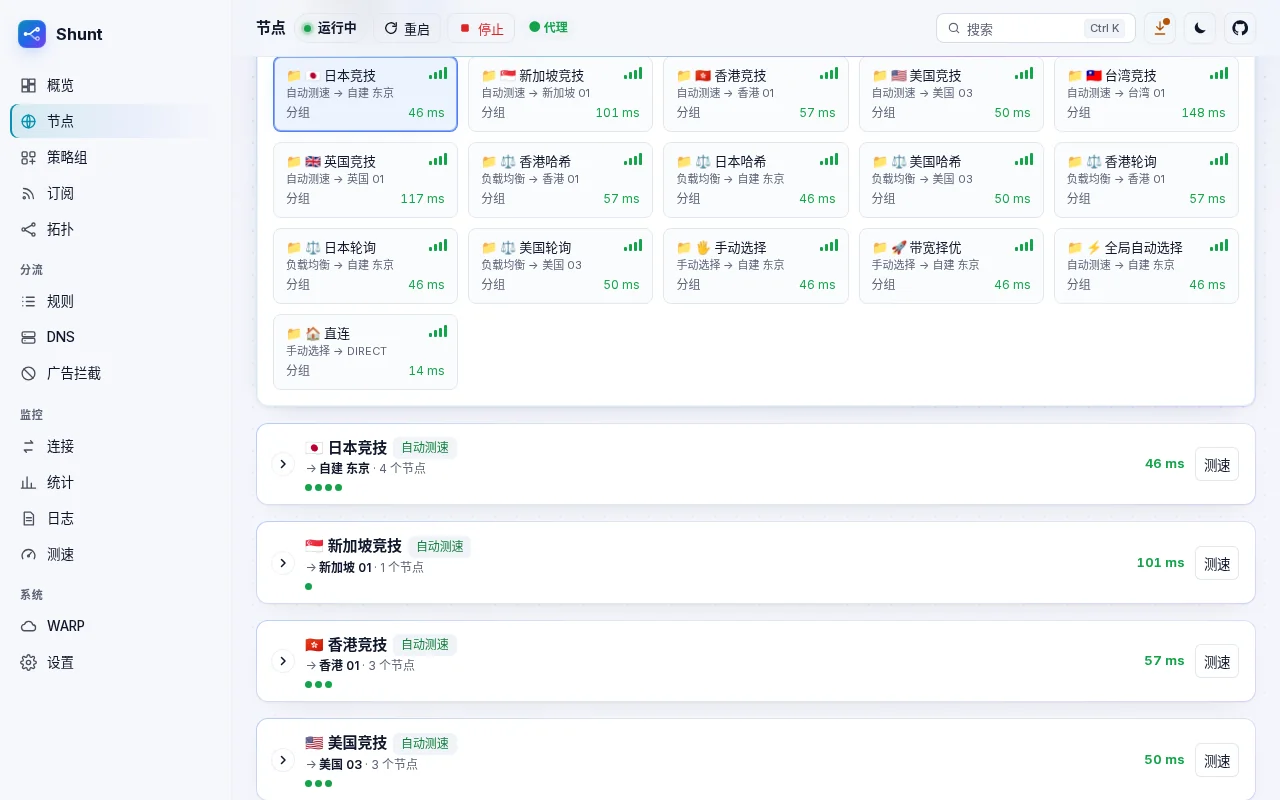 Shunt
概览
节点
策略组
订阅
拓扑
分流
规则
DNS
广告拦截
监控
连接
统计
日志
测速
系统
WARP
设置
节点 运行中 重启 停止 代理 搜索 Ctrl K
日本竞技
自动测速 → 自建 东京
分组 46 ms
新加坡竞技
自动测速 → 新加坡 01
分组 101 ms
香港竞技
自动测速 → 香港 01
分组 57 ms
美国竞技
自动测速 → 美国 03
分组 50 ms
台湾竞技
自动测速 → 台湾 01
分组 148 ms
英国竞技
自动测速 → 英国 01
分组 117 ms
香港哈希
负载均衡 → 香港 01
分组 57 ms
日本哈希
负载均衡 → 自建 东京
分组 46 ms
美国哈希
负载均衡 → 美国 03
分组 50 ms
香港轮询
负载均衡 → 香港 01
分组 57 ms
日本轮询
负载均衡 → 自建 东京
分组 46 ms
美国轮询
负载均衡 → 美国 03
分组 50 ms
手动选择
手动选择 → 自建 东京
分组 46 ms
带宽择优
手动选择 → 自建 东京
分组 46 ms
全局自动选择
自动测速 → 自建 东京
分组 46 ms
直连
手动选择 → DIRECT
分组 14 ms
日本竞技 自动测速
→ 自建 东京 · 4 个节点
46 ms 测速
新加坡竞技 自动测速
→ 新加坡 01 · 1 个节点
101 ms 测速
香港竞技 自动测速
→ 香港 01 · 3 个节点
57 ms 测速
美国竞技 自动测速
→ 美国 03 · 3 个节点
50 ms 测速